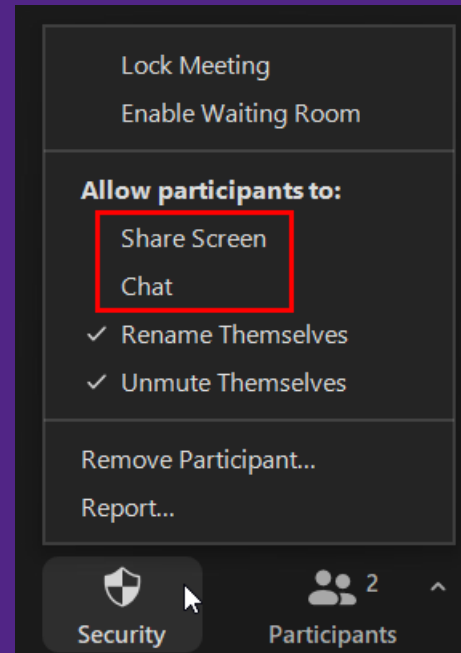 Lock Meeting
Enable Waiting Room
Allow participants to:
Share Screen
Chat
✓ Rename Themselves
✓ Unmute Themselves
Remove Participant...
Report...
2
Security Participants